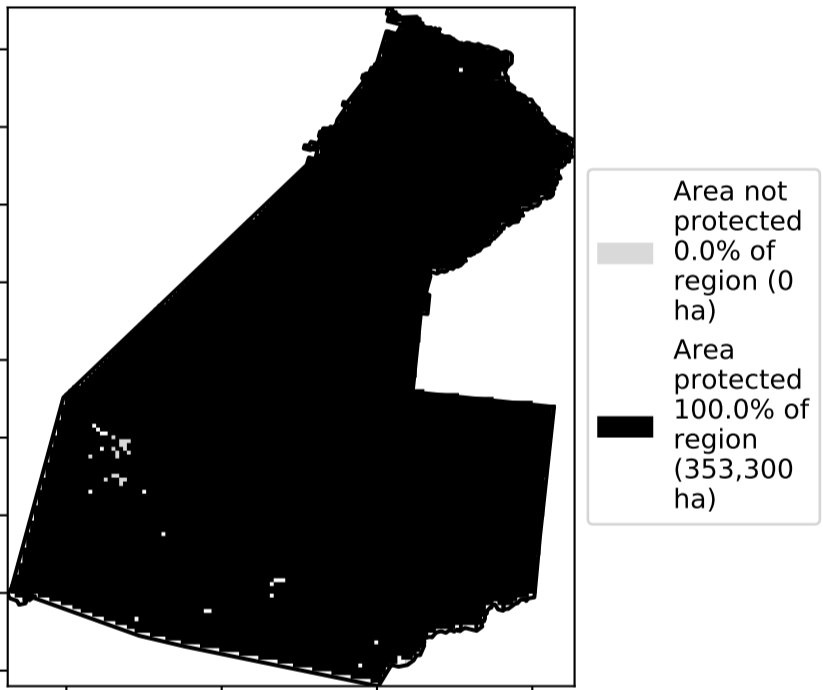 Area not
protected
0.0% of
region (0
ha)
Area
protected
100.0% of
region
(353,300
ha)